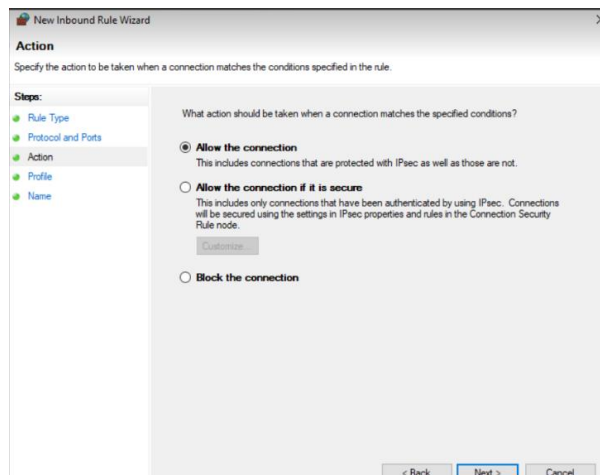 New Inbound Rule Wizard
Action
Specify the action to be taken when a connection matches the conditions specified in the rule.
Steps:
Rule Type
Protocol and Ports
Action
Profile
Name
What action should be taken when a connection matches the specified conditions?
Allow the connection
This includes connections that are protected with IPsec as well as those are not.
Allow the connection if it is secure
This includes only connections that have been authenticated by using IPsec. Connections
will be secured using the settings in IPsec properties and rules in the Connection Security
Rule node.
Customize...
Block the connection
< Back
Next >
Cancel